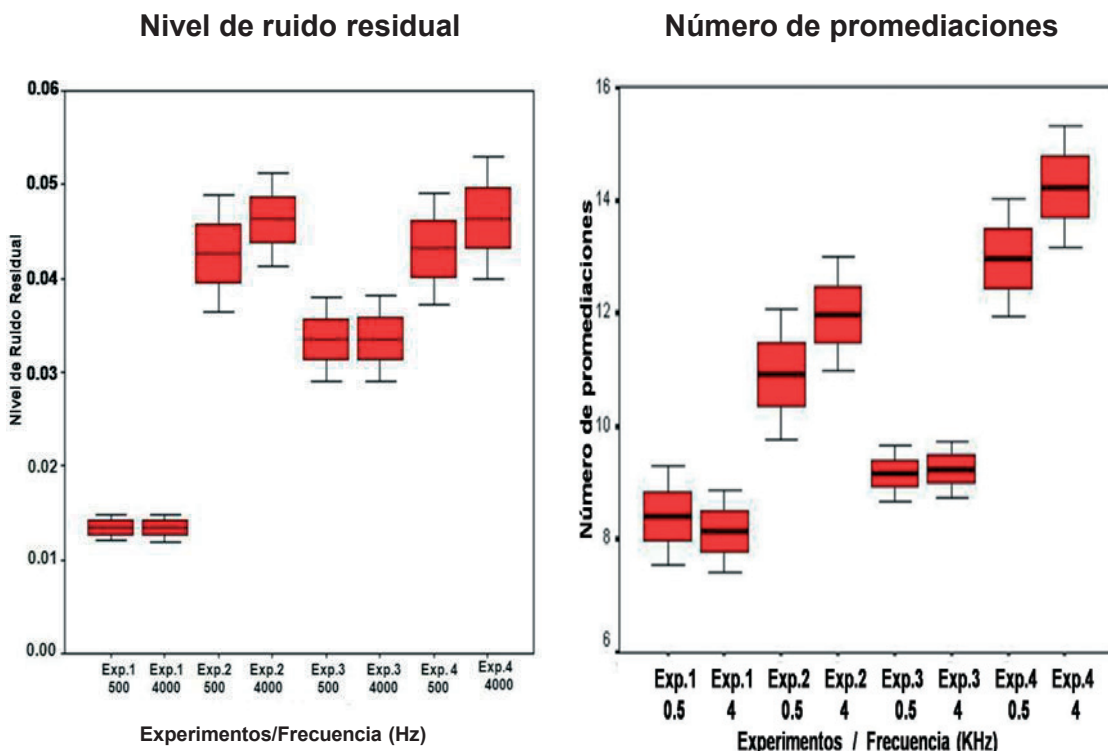 Nivel de ruido residual
Número de promediaciones
Nivel de Ruido Residual
0.06
0.05
0.04
0.03
0.02
0.01
0.00
Exp.1 Exp.1 Exp.2 Exp.2 Exp.3 Exp.3 Exp.4 Exp.4
500 4000 500 4000 500 4000 500 4000
Experimentos/Frecuencia (Hz)
Número de promediaciones
16
14
12
10
8
6
Exp.1 Exp.1 Exp.2 Exp.2 Exp.3 Exp.3 Exp.4 Exp.4
0.5 4 0.5 4 0.5 4 0.5 4
Experimentos / Frecuencia (KHz)